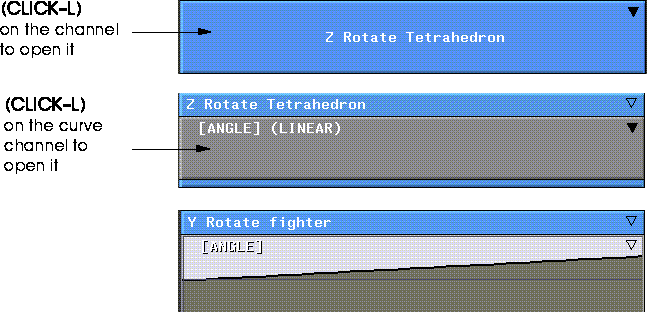 (CLICK-L)
on the channel
to open it
Z Rotate Tetrahedron
(CLICK-L)
on the curve
channel to
open it
Z Rotate Tetrahedron
[ANGLE] (LINEAR)
Y Rotate fighter
[ANGLE]